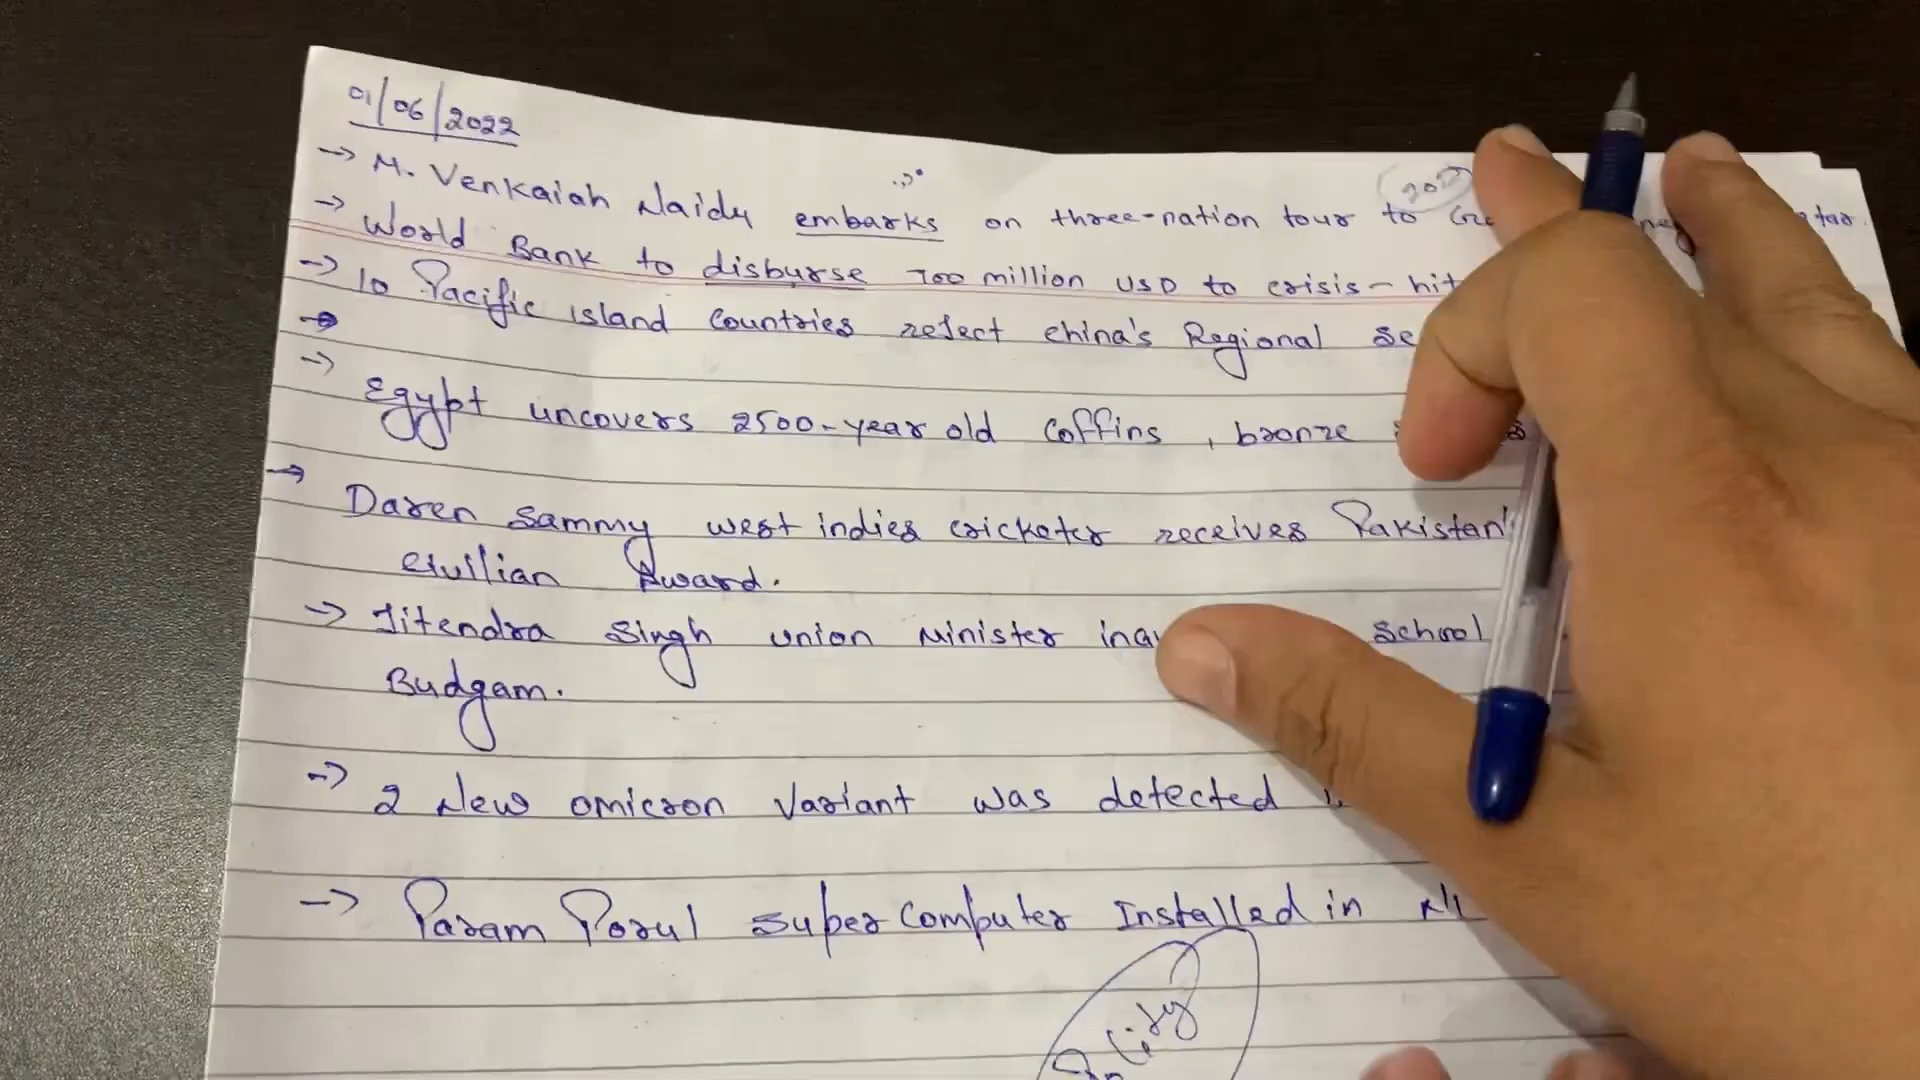 01/06/2022
→ M. Venkaiah Naidu embarks on three-nation tour to
→ World Bank to disburse 700 million USD to crisis-hit
→ 10 Pacific island Countries reject China's Regional
→ Egypt uncovers 2500-year old Coffins, bronze
→ Daren Sammy west indies cricketer receives Pakistan's
civilian Award.
→ Jitendra Singh union Minister school
Budgam.
→ 2 New omicron Variant was detected
→ Param Porul super computer Installed in